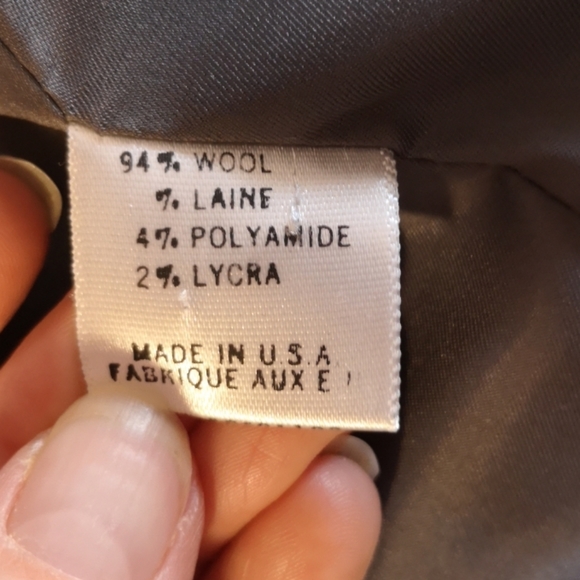 94% WOOL
% LAINE
4% POLYAMIDE
2% LYCRA
MADE IN U.S.A.
FABRIQUE AUX E